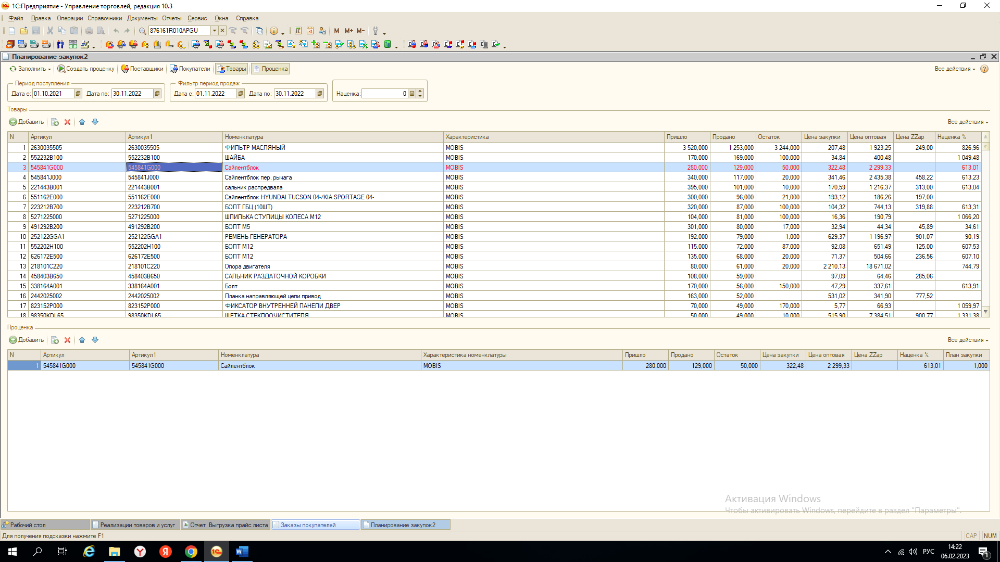 1С:Предприятие - Управление торговлей, редакция 10.3
Файл Правка Операции Справочники Документы Отчеты Сервис Окна Справка
876161R010APGU M M+ M-
Планирование закупок2
Заполнить Создать проценку Поставщики Покупатели Товары Проценка Все действия
Период поступления Фильтр период продаж
Дата с: 01.10.2021 Дата по: 30.11.2022 Дата с: 01.11.2022 Дата по: 30.11.2022 Наценка: 0
Товары
Добавить Все действия
N Артикул Артикул1 Номенклатура Характеристика Пришло Продано Остаток Цена закупки Цена оптовая Цена ZZap Наценка %
1 2630035505 2630035505 ФИЛЬТР МАСЛЯНЫЙ MOBIS 3 520,000 1 253,000 3 244,000 207,48 1 923,25 249,00 826,96
2 552232B100 552232B100 ШАЙБА MOBIS 170,000 169,000 100,000 34,84 400,48 1 049,48
3 545841G000 545841G000 Сайлентблок MOBIS 280,000 129,000 50,000 322,48 2 299,33 613,01
4 545841J000 545841J000 Сайлентблок пер. рычага MOBIS 340,000 117,000 20,000 341,46 2 435,38 458,22 613,23
5 221443B001 221443B001 сальник распредвала MOBIS 395,000 101,000 10,000 170,59 1 216,37 313,00 613,04
6 551162E000 551162E000 Сайлентблок HYUNDAI TUCSON 04-/KIA SPORTAGE 04- MOBIS 300,000 96,000 21,000 193,12 186,26 197,00
7 223212B700 223212B700 БОЛТ ГБЦ (10ШТ) MOBIS 320,000 87,000 100,000 104,32 744,13 319,88 613,31
8 5271225000 5271225000 ШПИЛЬКА СТУПИЦЫ КОЛЕСА М12 MOBIS 104,000 81,000 100,000 16,36 190,79 1 066,20
9 491292B200 491292B200 БОЛТ М5 MOBIS 301,000 80,000 17,000 32,94 44,34 45,89 34,61
10 252122GGA1 252122GGA1 РЕМЕНЬ ГЕНЕРАТОРА MOBIS 192,000 79,000 1,000 629,37 1 196,97 901,07 90,19
11 552202H100 552202H100 БОЛТ М12 MOBIS 115,000 72,000 87,000 92,08 651,49 125,00 607,53
12 626172E500 626172E500 БОЛТ М12 MOBIS 135,000 68,000 20,000 71,37 504,66 236,56 607,10
13 218101C220 218101C220 Опора двигателя MOBIS 80,000 61,000 20,000 2 210,13 18 671,02 744,79
14 458403B650 458403B650 САЛЬНИК РАЗДАТОЧНОЙ КОРОБКИ MOBIS 108,000 59,000 97,09 64,46 285,06
15 338164A001 338164A001 Болт MOBIS 170,000 56,000 150,000 47,29 337,61 613,91
16 2442025002 2442025002 Планка направляющей цепи привод MOBIS 163,000 52,000 531,02 341,90 777,52
17 823152P000 823152P000 ФИКСАТОР ВНУТРЕННЕЙ ПАНЕЛИ ДВЕР MOBIS 70,000 49,000 170,000 5,77 66,93 1 059,97
18 98350KDL65 98350KDL65 ЩЕТКА СТЕКЛООЧИСТИТЕЛЯ MOBIS 50,000 49,000 10,000 515,90 7 384,51 900,77 1 331,38
Проценка
Добавить Все действия
N Артикул Артикул1 Номенклатура Характеристика номенклатуры Пришло Продано Остаток Цена закупки Цена оптовая Цена ZZap Наценка % План закупки
1 545841G000 545841G000 Сайлентблок MOBIS 280,000 129,000 50,000 322,48 2 299,33 613,01 1,000
Активация Windows
Чтобы активировать Windows, перейдите в раздел "Параметры".
Рабочий стол Реализации товаров и услуг Отчет Выгрузка прайс листа Заказы покупателей Планирование закупок2
Для получения подсказки нажмите F1 CAP NUM
РУС 14:22
06.02.2023 1